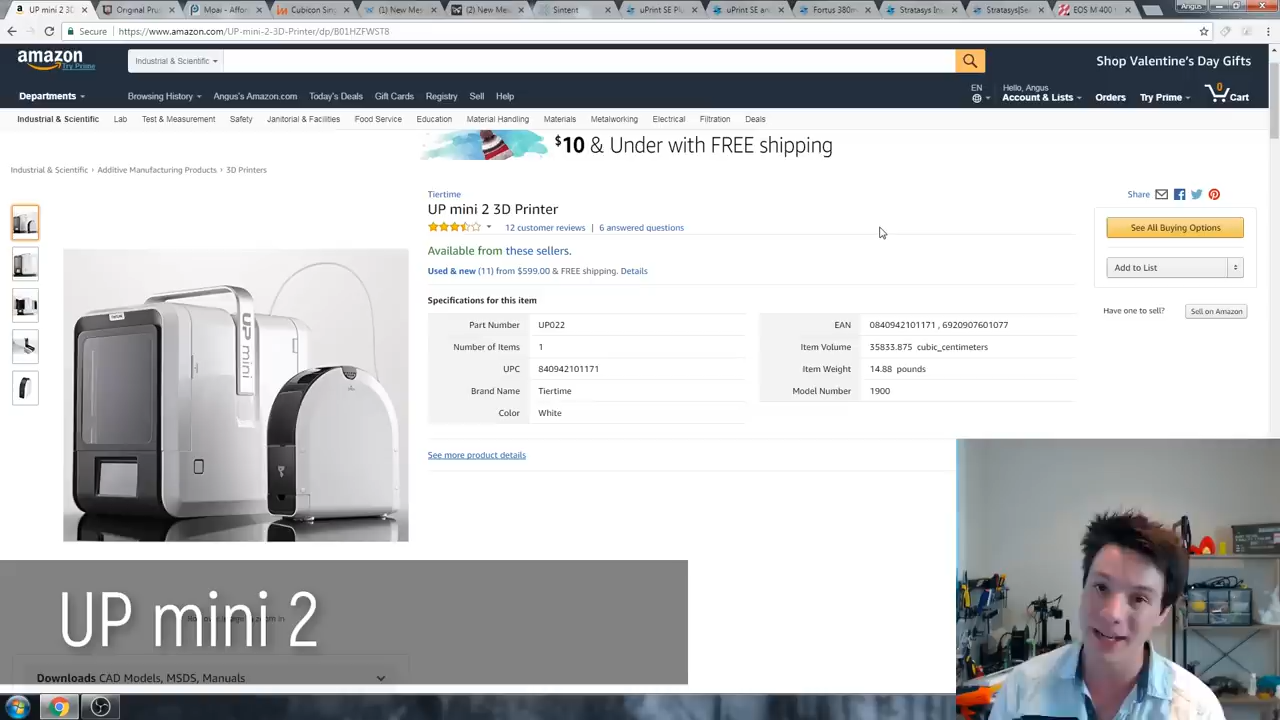 UP mini 2 3D
Original Prus
Moai - Afford
Cubicon Sing
(1) New Mess
(2) New Mess
Sintent
uPrint SE Plu
uPrint SE an
Fortus 380m
Stratasys Inv
Stratasys|Se
EOS M 400
Angus
Secure https://www.amazon.com/UP-mini-2-3D-Printer/dp/B01HZFWST8
amazon
Try Prime
Industrial & Scientific
Shop Valentine's Day Gifts
Departments
Browsing History
Angus's Amazon.com
Today's Deals
Gift Cards
Registry
Sell
Help
EN
Hello, Angus
Account & Lists
Orders
Try Prime
0
Cart
Industrial & Scientific
Lab
Test & Measurement
Safety
Janitorial & Facilities
Food Service
Education
Material Handling
Materials
Metalworking
Electrical
Filtration
Deals
$10 & Under with FREE shipping
Industrial & Scientific › Additive Manufacturing Products › 3D Printers
Tiertime
UP mini 2 3D Printer
12 customer reviews | 6 answered questions
Available from these sellers.
Used & new (11) from $599.00 & FREE shipping. Details
Specifications for this item
Part Number UP022
Number of Items 1
UPC 840942101171
Brand Name Tiertime
Color White
EAN 0840942101171 , 6920907601077
Item Volume 35833.875 cubic_centimeters
Item Weight 14.88 pounds
Model Number 1900
See more product details
Share
See All Buying Options
Add to List
Have one to sell?
Sell on Amazon
UP mini
UP mini 2
Downloads CAD Models, MSDS, Manuals